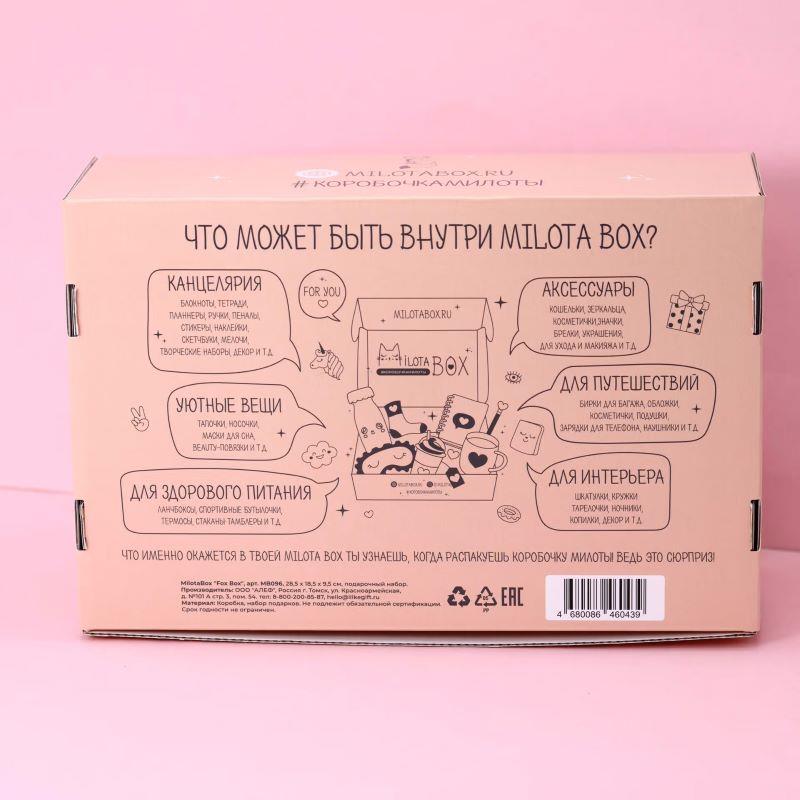 MILOTABOX.RU
#КОРОБОЧКАМИЛОТЫ
ЧТО МОЖЕТ БЫТЬ ВНУТРИ MILOTA BOX?
КАНЦЕЛЯРИЯ
БЛОКНОТЫ, ТЕТРАДИ,
ПЛАННЕРЫ, РУЧКИ, ПЕНАЛЫ,
СТИКЕРЫ, НАКЛЕЙКИ,
СКЕТЧБУКИ, МЕЛОЧИ,
ТВОРЧЕСКИЕ НАБОРЫ, ДЕКОР И Т.Д.
FOR YOU
MILOTABOX.RU
MILOTA BOX
#КОРОБОЧКАМИЛОТЫ
АКСЕССУАРЫ
КОШЕЛЬКИ, ЗЕРКАЛЬЦА,
КОСМЕТИЧКИ,ЗНАЧКИ,
БРЕЛКИ, УКРАШЕНИЯ,
ДЛЯ УХОДА И МАКИЯЖА И Т.Д.
УЮТНЫЕ ВЕЩИ
ТАПОЧКИ, НОСОЧКИ,
МАСКИ ДЛЯ СНА,
BEAUTY-ПОВЯЗКИ И Т.Д.
ДЛЯ ПУТЕШЕСТВИЙ
БИРКИ ДЛЯ БАГАЖА, ОБЛОЖКИ,
КОСМЕТИЧКИ, ПОДУШКИ,
ЗАРЯДКИ ДЛЯ ТЕЛЕФОНА, НАУШНИКИ И Т.Д.
ДЛЯ ЗДОРОВОГО ПИТАНИЯ
ЛАНЧБОКСЫ, СПОРТИВНЫЕ БУТЫЛОЧКИ,
ТЕРМОСЫ, СТАКАНЫ-ТАМБЛЕРЫ И Т.Д.
#КОРОБОЧКАМИЛОТЫ
ДЛЯ ИНТЕРЬЕРА
ШКАТУЛКИ, КРУЖКИ
ТАРЕЛОЧКИ, НОЧНИКИ,
КОПИЛКИ, ДЕКОР И Т.Д.
ЧТО ИМЕННО ОКАЖЕТСЯ В ТВОЕЙ MILOTA BOX ТЫ УЗНАЕШЬ, КОГДА РАСПАКУЕШЬ КОРОБОЧКУ МИЛОТЫ! ВЕДЬ ЭТО СЮРПРИЗ!
MilotaBox "Fox Box", арт. MB096, 28,5 х 18,5 х 9,5 см, подарочный набор.
Производитель: ООО "АЛЕФ", Россия г. Томск, ул. Красноармейская,
д. №101 А стр. 3, пом. 54. тел: 8-800-200-85-87, hello@ilikegift.ru
Материал: Коробка, набор подарков. Не подлежит обязательной сертификации.
Срок годности не ограничен.
PP
EAC
4 680086 460439